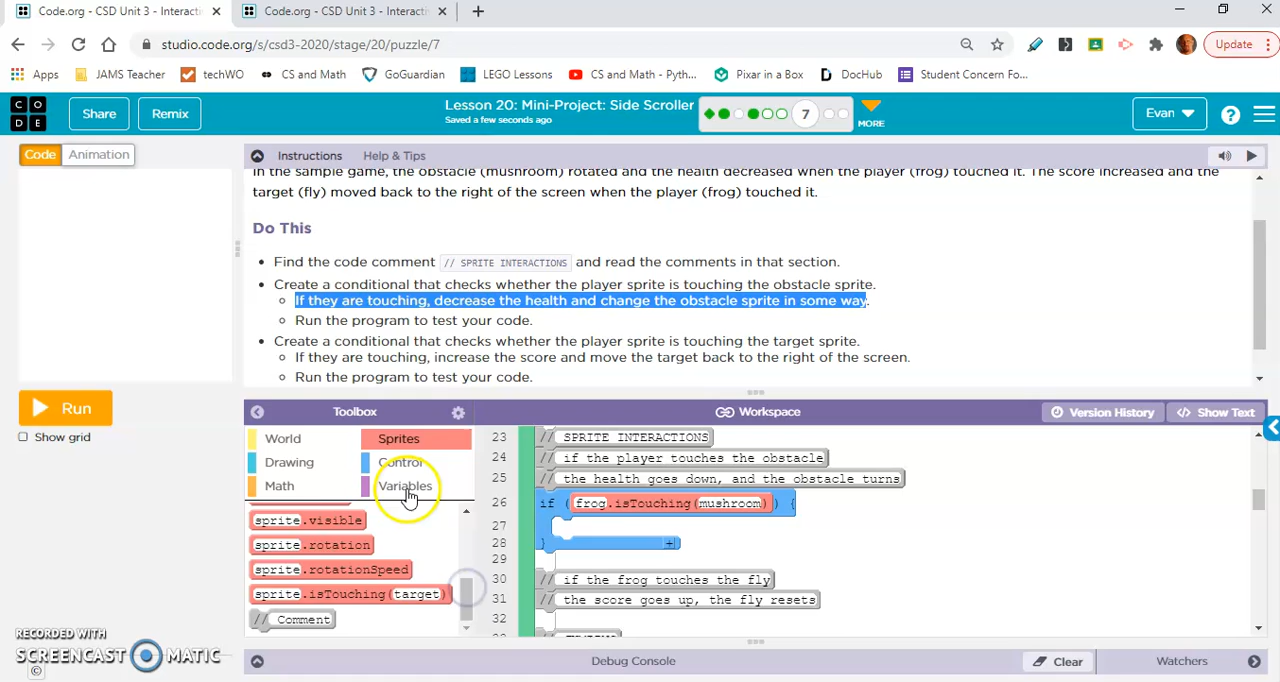 Code.org - CSD Unit 3 - Interacti
Code.org - CSD Unit 3 - Interacti
studio.code.org/s/csd3-2020/stage/20/puzzle/7
Update
Apps
JAMS Teacher
techWO
CS and Math
GoGuardian
LEGO Lessons
CS and Math - Pyth...
Pixar in a Box
DocHub
Student Concern Fo...
C O
D E
Share
Remix
Lesson 20: Mini-Project: Side Scroller
Saved a few seconds ago
7
MORE
Evan
?
Code
Animation
Instructions
Help & Tips
In the sample game, the obstacle (mushroom) rotated and the health decreased when the player (frog) touched it. The score increased and the
target (fly) moved back to the right of the screen when the player (frog) touched it.
Do This
Find the code comment // SPRITE INTERACTIONS and read the comments in that section.
Create a conditional that checks whether the player sprite is touching the obstacle sprite.
If they are touching, decrease the health and change the obstacle sprite in some way.
Run the program to test your code.
Create a conditional that checks whether the player sprite is touching the target sprite.
If they are touching, increase the score and move the target back to the right of the screen.
Run the program to test your code.
Run
Show grid
Toolbox
Workspace
Version History
</> Show Text
World
Sprites
Drawing
Control
Math
Variables
sprite.visible
sprite.rotation
sprite.rotationSpeed
sprite.isTouching(target)
// Comment
23 // SPRITE INTERACTIONS
24 // if the player touches the obstacle
25 // the health goes down, and the obstacle turns
26 if (frog.isTouching(mushroom)) {
27
28 } +
29
30 // if the frog touches the fly
31 // the score goes up, the fly resets
32
Debug Console
Clear
Watchers
RECORDED WITH
SCREENCAST MATIC
©